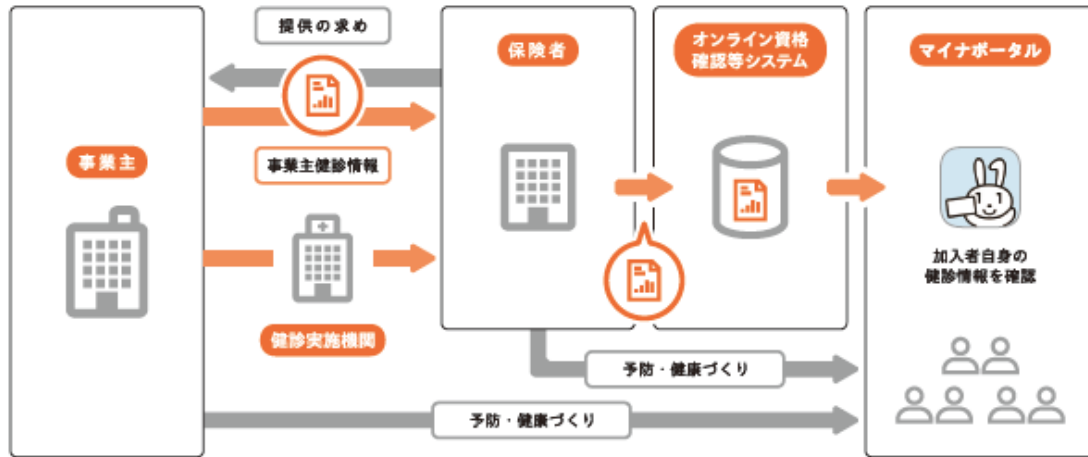 提供の求め
保険者
オンライン資格
確認等システム
マイナポータル
事業主
事業主健診情報
健診実施機関
加入者自身の
健診情報を確認
予防・健康づくり
予防・健康づくり